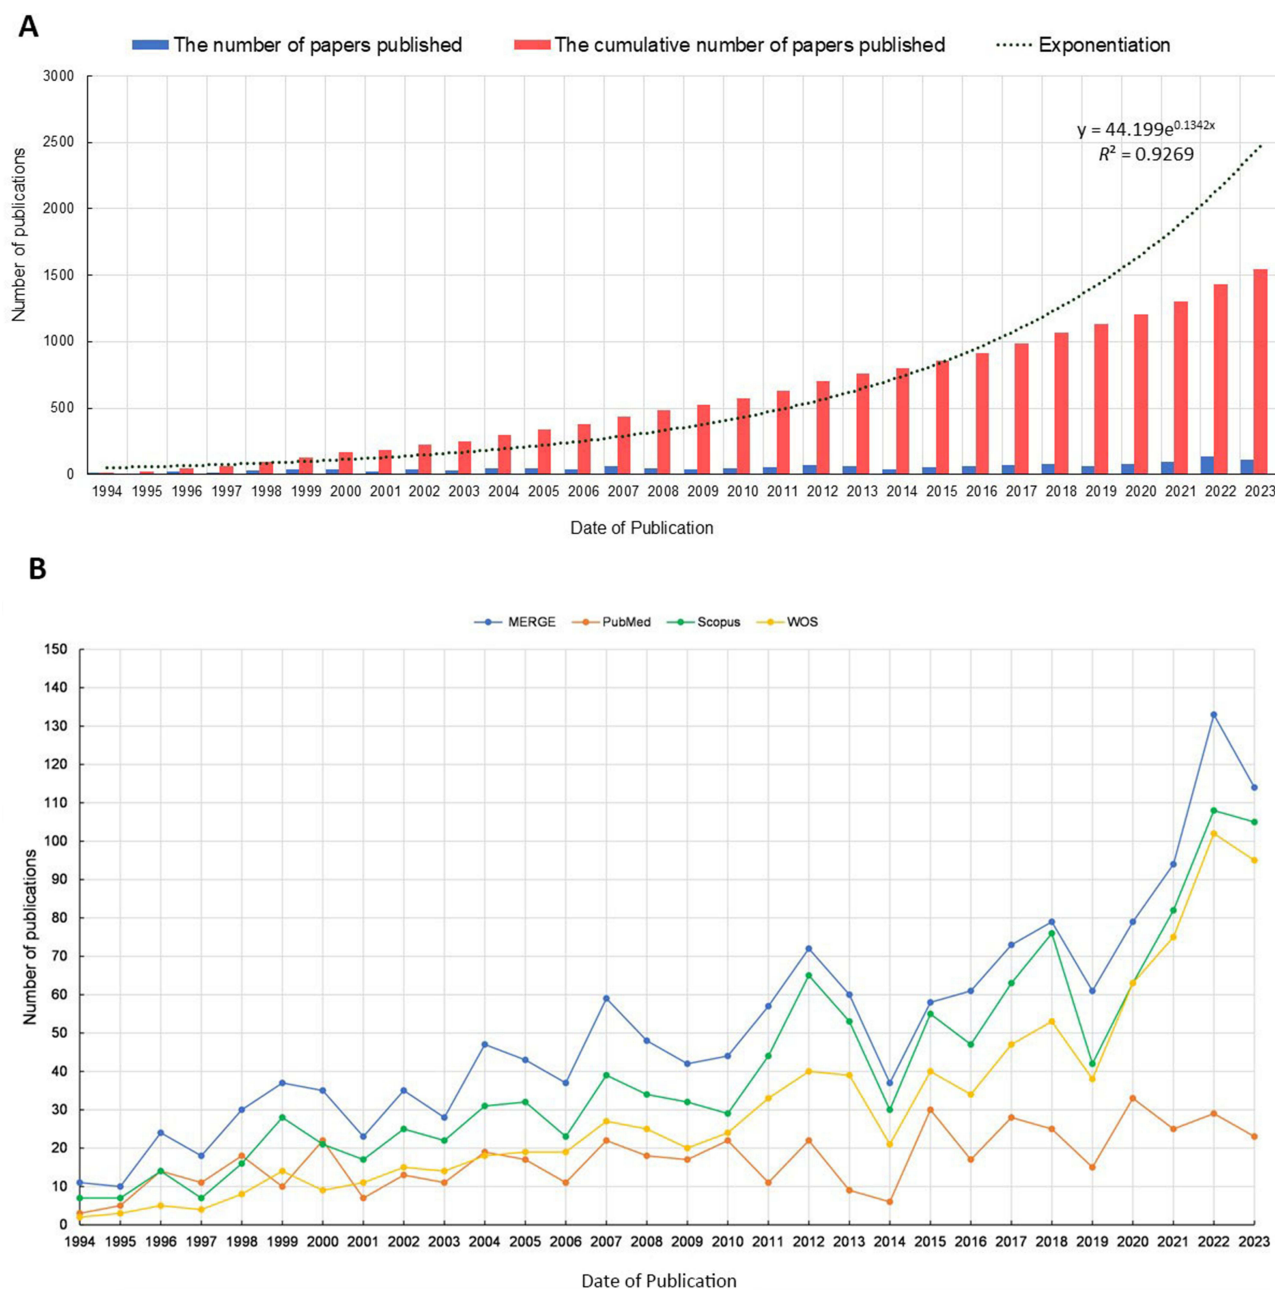 A
The number of papers published The cumulative number of papers published Exponentiation
3000
2500
2000
1500
1000
500
0
Number of publications
y = 44.199e^0.1342x
R² = 0.9269
1994 1995 1996 1997 1998 1999 2000 2001 2002 2003 2004 2005 2006 2007 2008 2009 2010 2011 2012 2013 2014 2015 2016 2017 2018 2019 2020 2021 2022 2023
Date of Publication
B
MERGE PubMed Scopus WOS
150
140
130
120
110
100
90
80
70
60
50
40
30
20
10
0
Number of publications
1994 1995 1996 1997 1998 1999 2000 2001 2002 2003 2004 2005 2006 2007 2008 2009 2010 2011 2012 2013 2014 2015 2016 2017 2018 2019 2020 2021 2022 2023
Date of Publication